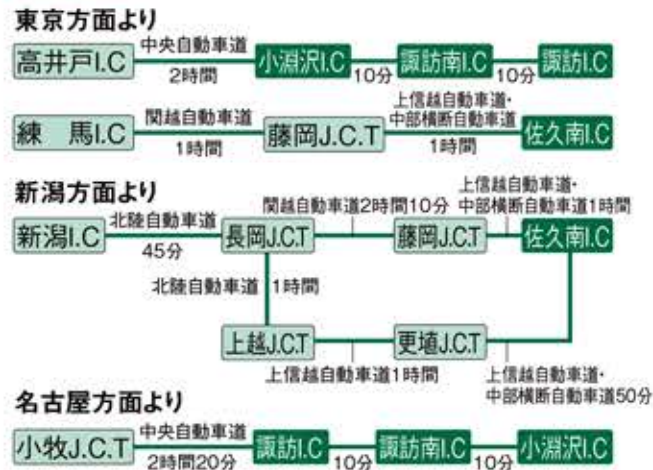 東京方面より
高井戸I.C 中央自動車道 2時間 小淵沢I.C 10分 諏訪南I.C 10分 諏訪I.C
練 馬I.C 関越自動車道 1時間 藤岡J.C.T 上信越自動車道・中部横断自動車道 1時間 佐久南I.C
新潟方面より
新潟I.C 北陸自動車道 45分 長岡J.C.T 関越自動車道2時間10分 藤岡J.C.T 上信越自動車道・中部横断自動車道1時間 佐久南I.C
北陸自動車道 1時間
上越J.C.T 上信越自動車道1時間 更埴J.C.T 上信越自動車道・中部横断自動車道50分
名古屋方面より
小牧J.C.T 中央自動車道 2時間20分 諏訪I.C 10分 諏訪南I.C 10分 小淵沢I.C